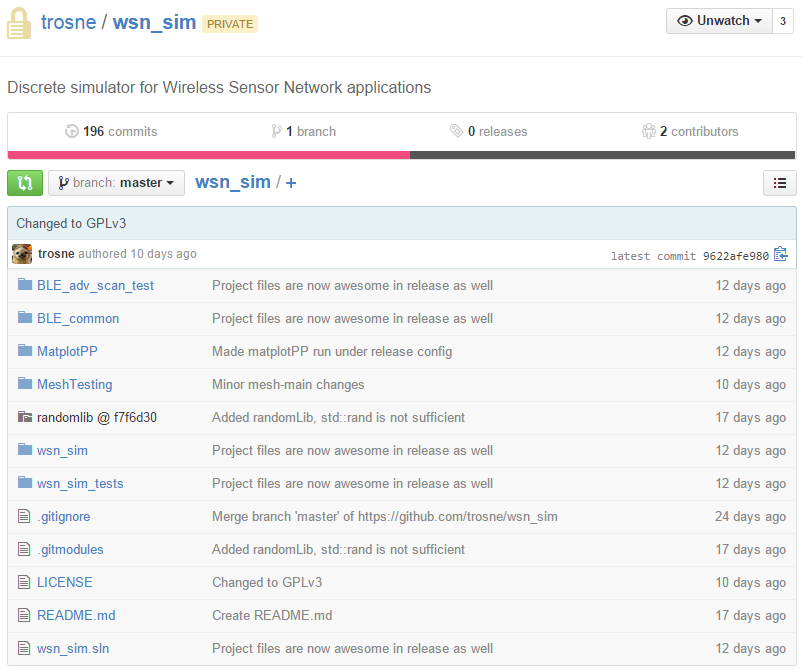 trosne / wsn_sim PRIVATE
Unwatch 3
Discrete simulator for Wireless Sensor Network applications
196 commits 1 branch 0 releases 2 contributors
branch: master wsn_sim / +
Changed to GPLv3
trosne authored 10 days ago latest commit 9622afe980
BLE_adv_scan_test Project files are now awesome in release as well 12 days ago
BLE_common Project files are now awesome in release as well 12 days ago
MatplotPP Made matplotPP run under release config 12 days ago
MeshTesting Minor mesh-main changes 10 days ago
randomlib @ f7f6d30 Added randomLib, std::rand is not sufficient 17 days ago
wsn_sim Project files are now awesome in release as well 12 days ago
wsn_sim_tests Project files are now awesome in release as well 12 days ago
.gitignore Merge branch 'master' of https://github.com/trosne/wsn_sim 24 days ago
.gitmodules Added randomLib, std::rand is not sufficient 17 days ago
LICENSE Changed to GPLv3 10 days ago
README.md Create README.md 17 days ago
wsn_sim.sln Project files are now awesome in release as well 12 days ago